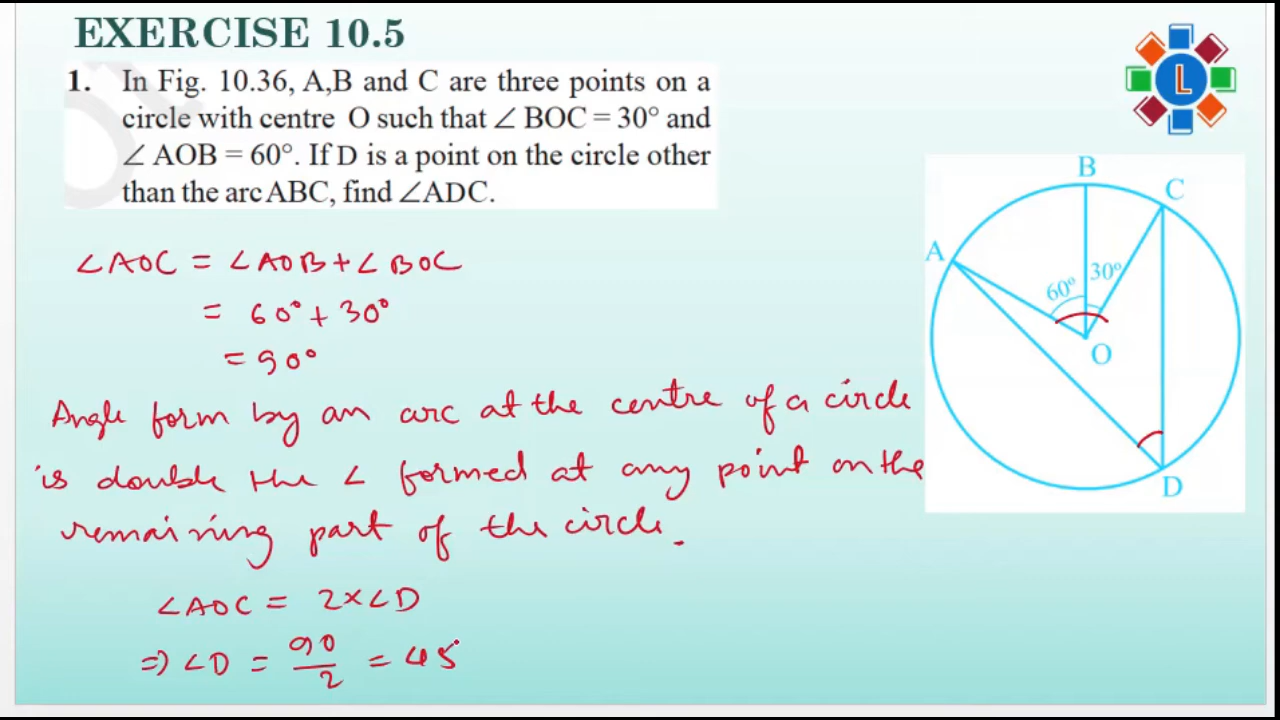 EXERCISE 10.5
1. In Fig. 10.36, A,B and C are three points on a
circle with centre O such that ∠ BOC = 30° and
∠ AOB = 60°. If D is a point on the circle other
than the arc ABC, find ∠ADC.
L
∠AOC = ∠AOB + ∠BOC
= 60° + 30°
= 90°
Angle form by an arc at the centre of a circle
is double the ∠ formed at any point on the
remaining part of the circle.
∠AOC = 2×∠D
⇒ ∠D = 90/2 = 45
B
C
A
60° 30°
O
D